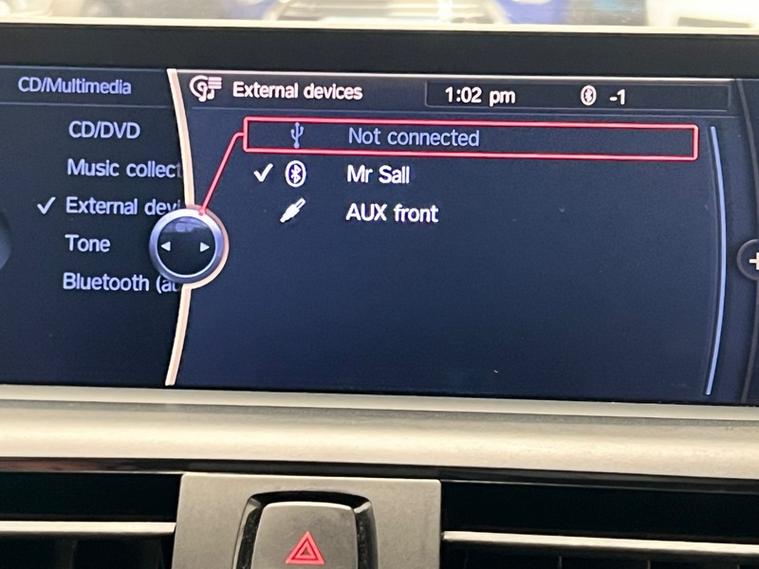 CD/Multimedia
External devices
1:02 pm
-1
CD/DVD
Music collect
External devi
Tone
Bluetooth (au
Not connected
Mr Sall
AUX front